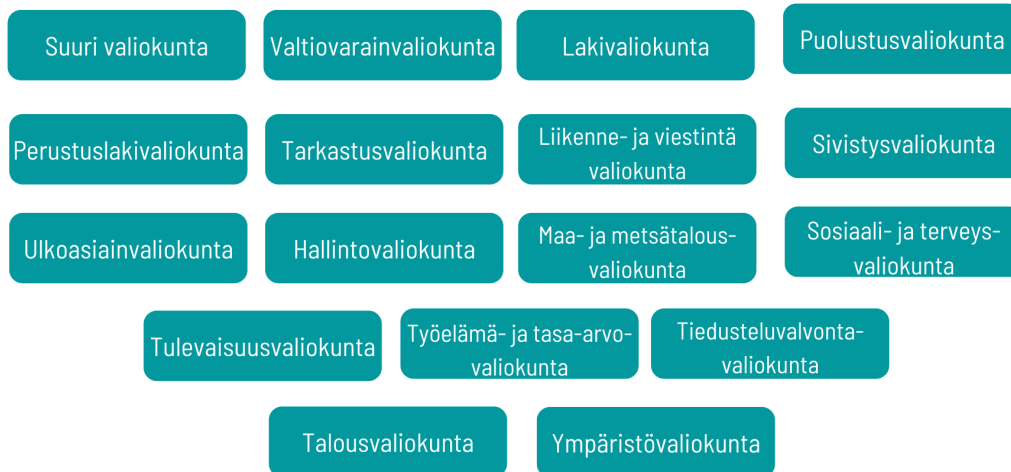 Suuri valiokunta
Valtiovarainvaliokunta
Lakivaliokunta
Puolustusvaliokunta
Perustuslakivaliokunta
Tarkastusvaliokunta
Liikenne- ja viestintä
valiokunta
Sivistysvaliokunta
Ulkoasiainvaliokunta
Hallintovaliokunta
Maa- ja metsätalous-
valiokunta
Sosiaali- ja terveys-
valiokunta
Tulevaisuusvaliokunta
Työelämä- ja tasa-arvo-
valiokunta
Tiedusteluvalvonta-
valiokunta
Talousvaliokunta
Ympäristövaliokunta